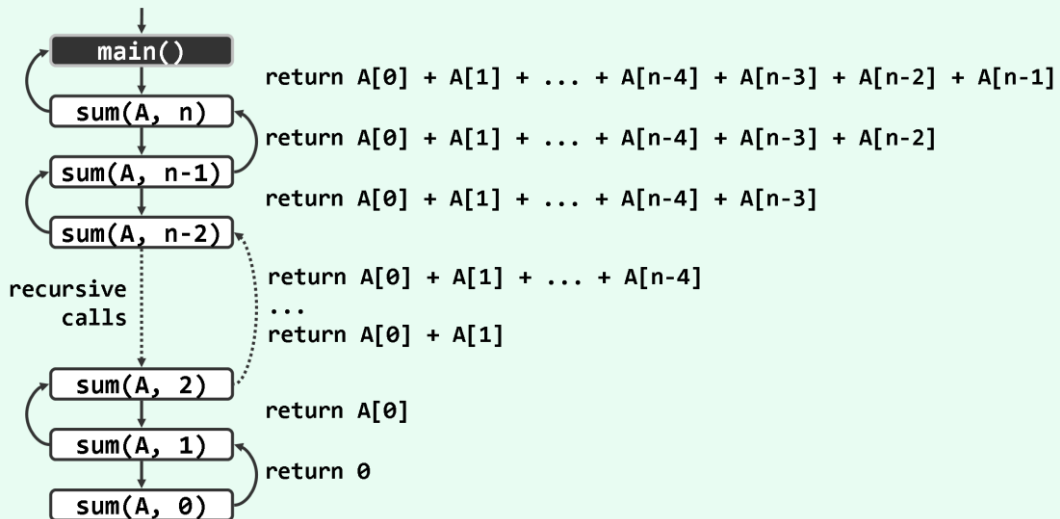 main()
return A[0] + A[1] + ... + A[n-4] + A[n-3] + A[n-2] + A[n-1]
sum(A, n)
return A[0] + A[1] + ... + A[n-4] + A[n-3] + A[n-2]
sum(A, n-1)
return A[0] + A[1] + ... + A[n-4] + A[n-3]
sum(A, n-2)
return A[0] + A[1] + ... + A[n-4]
recursive
calls
...
return A[0] + A[1]
sum(A, 2)
return A[0]
sum(A, 1)
return 0
sum(A, 0)